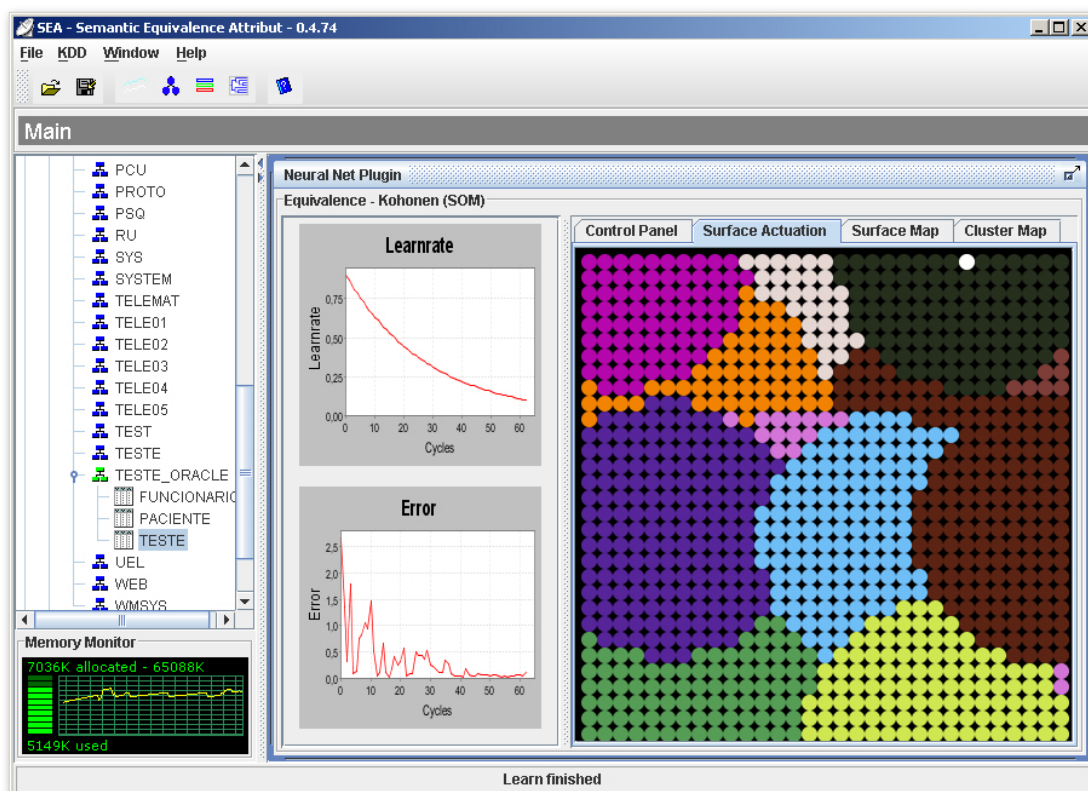 SEA - Semantic Equivalence Attribut - 0.4.74
File KDD Window Help
Main
PCU
PROTO
PSQ
RU
SYS
SYSTEM
TELEMAT
TELE01
TELE02
TELE03
TELE04
TELE05
TEST
TESTE
TESTE_ORACLE
FUNCIONARIO
PACIENTE
TESTE
UEL
WEB
WMSYS
Memory Monitor
7036K allocated - 65088K
5149K used
Neural Net Plugin
Equivalence - Kohonen (SOM)
Learnrate
Learnrate
0,75
0,50
0,25
0,00
0 10 20 30 40 50 60
Cycles
Error
Error
2,5
2,0
1,5
1,0
0,5
0,0
0 10 20 30 40 50 60
Cycles
Control Panel Surface Actuation Surface Map Cluster Map
Learn finished